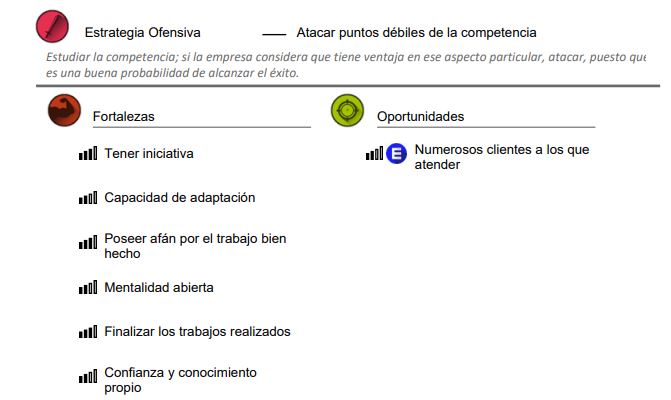 Estrategia Ofensiva — Atacar puntos débiles de la competencia
Estudiar la competencia; si la empresa considera que tiene ventaja en ese aspecto particular, atacar, puesto que
es una buena probabilidad de alcanzar el éxito.
Fortalezas
Oportunidades
Tener iniciativa
E Numerosos clientes a los que
atender
Capacidad de adaptación
Poseer afán por el trabajo bien
hecho
Mentalidad abierta
Finalizar los trabajos realizados
Confianza y conocimiento
propio